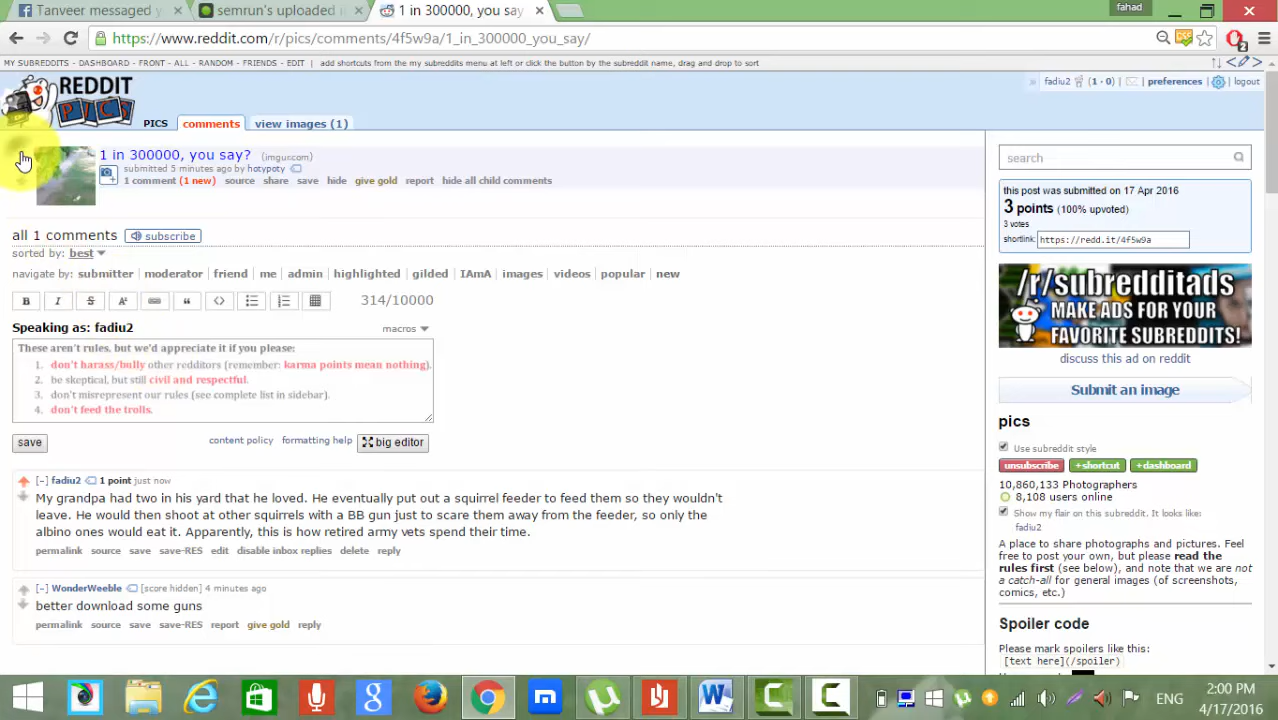 Tanveer messaged y
semrun's uploaded i
1 in 300000, you say
fahad
https://www.reddit.com/r/pics/comments/4f5w9a/1_in_300000_you_say/
MY SUBREDDITS - DASHBOARD - FRONT - ALL - RANDOM - FRIENDS - EDIT | add shortcuts from the my subreddits menu at left or click the button by the subreddit name, drag and drop to sort
REDDIT
PICS
PICS comments view images (1)
fadiu2 (1 · 0) | preferences | logout
1 in 300000, you say? (imgur.com)
submitted 5 minutes ago by hotypoty
1 comment (1 new) source share save hide give gold report hide all child comments
all 1 comments subscribe
sorted by: best
navigate by: submitter moderator friend me admin highlighted gilded IAmA images videos popular new
B I S A 314/10000
Speaking as: fadiu2 macros
These aren't rules, but we'd appreciate it if you please:
1. don't harass/bully other redditors (remember: karma points mean nothing).
2. be skeptical, but still civil and respectful.
3. don't misrepresent our rules (see complete list in sidebar).
4. don't feed the trolls.
save content policy formatting help big editor
[-] fadiu2 1 point just now
My grandpa had two in his yard that he loved. He eventually put out a squirrel feeder to feed them so they wouldn't
leave. He would then shoot at other squirrels with a BB gun just to scare them away from the feeder, so only the
albino ones would eat it. Apparently, this is how retired army vets spend their time.
permalink source save save-RES edit disable inbox replies delete reply
[-] WonderWeeble [score hidden] 4 minutes ago
better download some guns
permalink source save save-RES report give gold reply
search
this post was submitted on 17 Apr 2016
3 points (100% upvoted)
3 votes
shortlink: https://redd.it/4f5w9a
/r/subredditads
MAKE ADS FOR YOUR
FAVORITE SUBREDDITS!
discuss this ad on reddit
Submit an image
pics
Use subreddit style
unsubscribe +shortcut +dashboard
10,860,133 Photographers
8,108 users online
Show my flair on this subreddit. It looks like:
fadiu2
A place to share photographs and pictures. Feel
free to post your own, but please read the
rules first (see below), and note that we are not
a catch-all for general images (of screenshots,
comics, etc.)
Spoiler code
Please mark spoilers like this:
[text here](/spoiler)
ENG
2:00 PM
4/17/2016